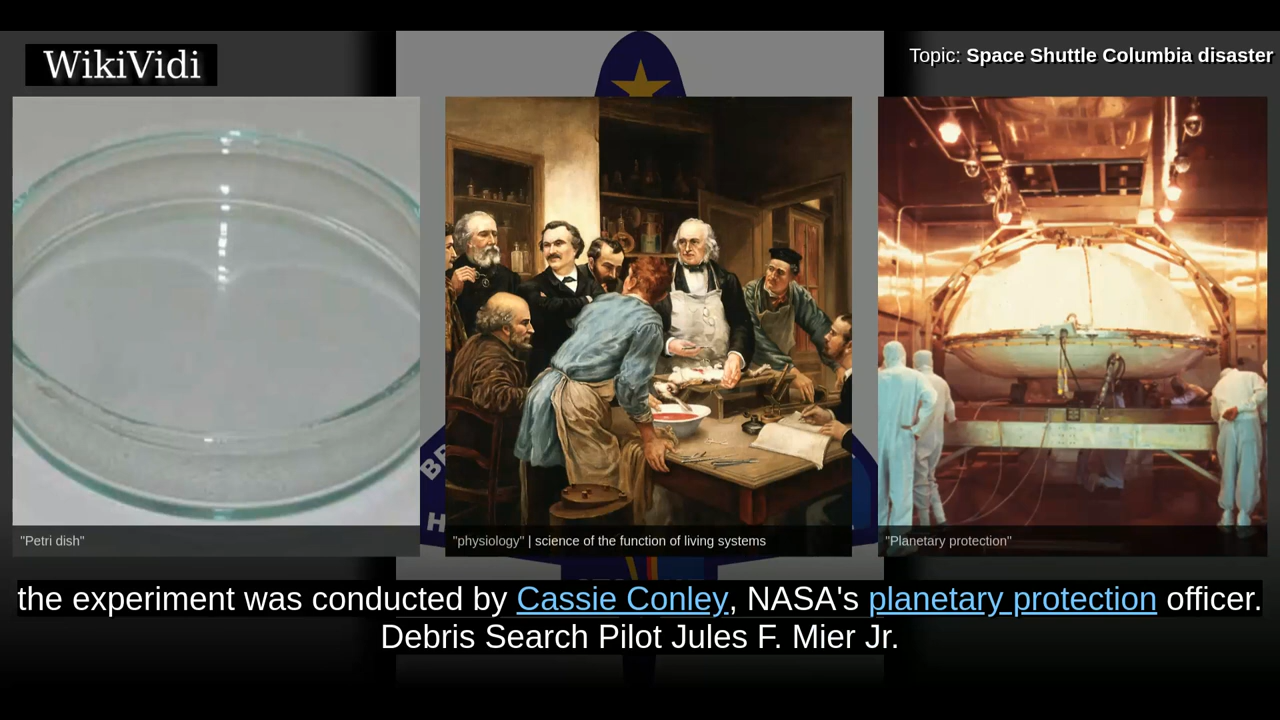 WikiVidi
Topic: Space Shuttle Columbia disaster
"Petri dish"
"physiology" | science of the function of living systems
"Planetary protection"
the experiment was conducted by Cassie Conley, NASA's planetary protection officer.
Debris Search Pilot Jules F. Mier Jr.